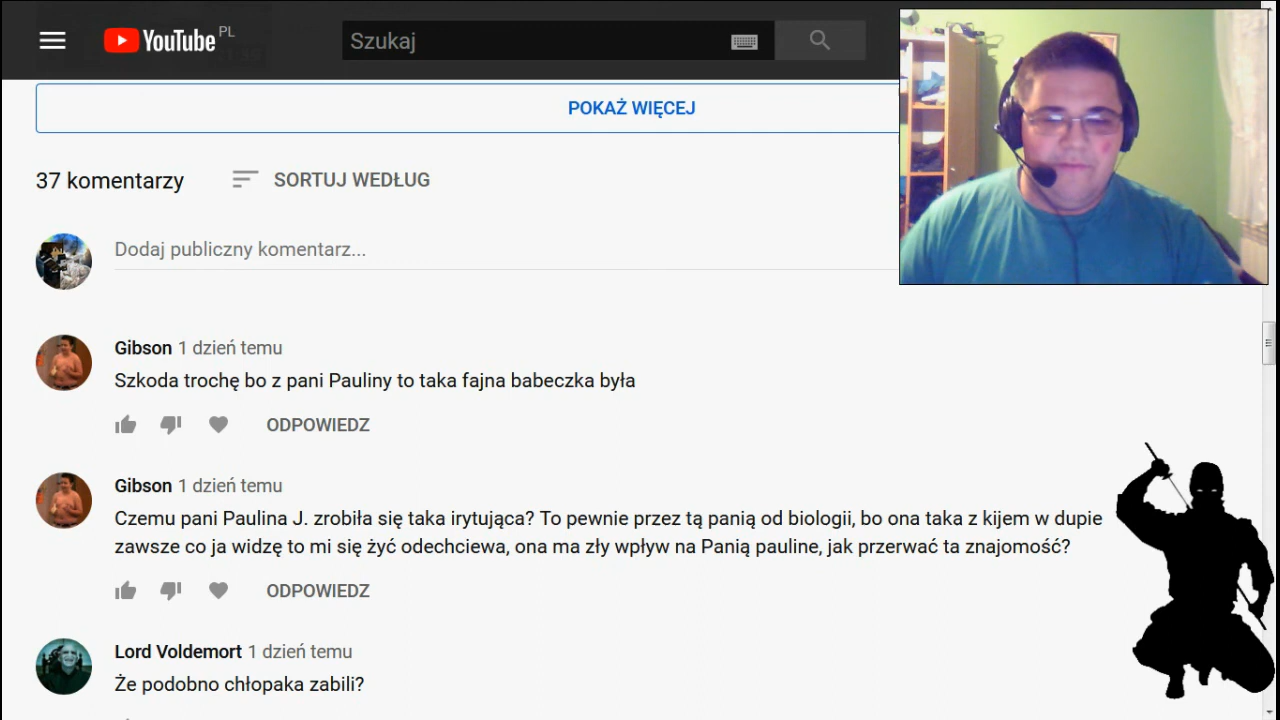 YouTube PL
Szukaj
POKAŻ WIĘCEJ
37 komentarzy
SORTUJ WEDŁUG
Dodaj publiczny komentarz...
Gibson 1 dzień temu
Szkoda trochę bo z pani Pauliny to taka fajna babeczka była
ODPOWIEDZ
Gibson 1 dzień temu
Czemu pani Paulina J. zrobiła się taka irytująca? To pewnie przez tą panią od biologii, bo ona taka z kijem w dupie
zawsze co ja widzę to mi się żyć odechciewa, ona ma zły wpływ na Panią pauline, jak przerwać ta znajomość?
ODPOWIEDZ
Lord Voldemort 1 dzień temu
Że podobno chłopaka zabili?